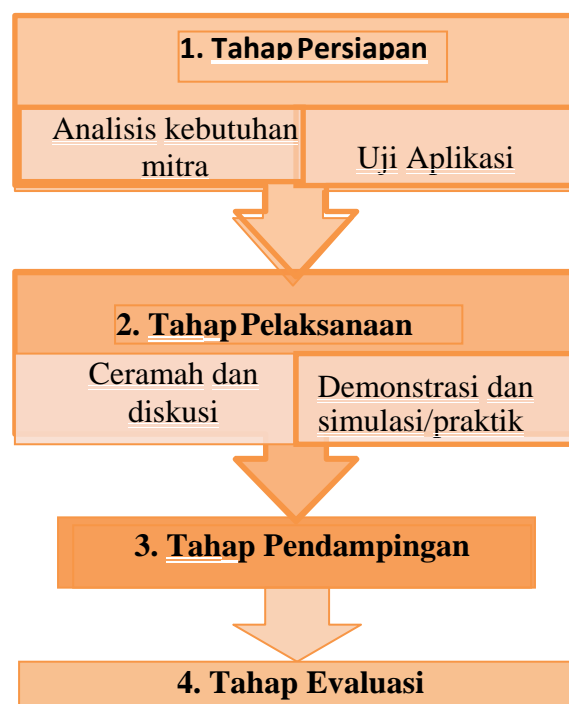 1. Tahap Persiapan
Analisis kebutuhan
mitra
Uji Aplikasi
2. Tahap Pelaksanaan
Ceramah dan
diskusi
Demonstrasi dan
simulasi/praktik
3. Tahap Pendampingan
4. Tahap Evaluasi